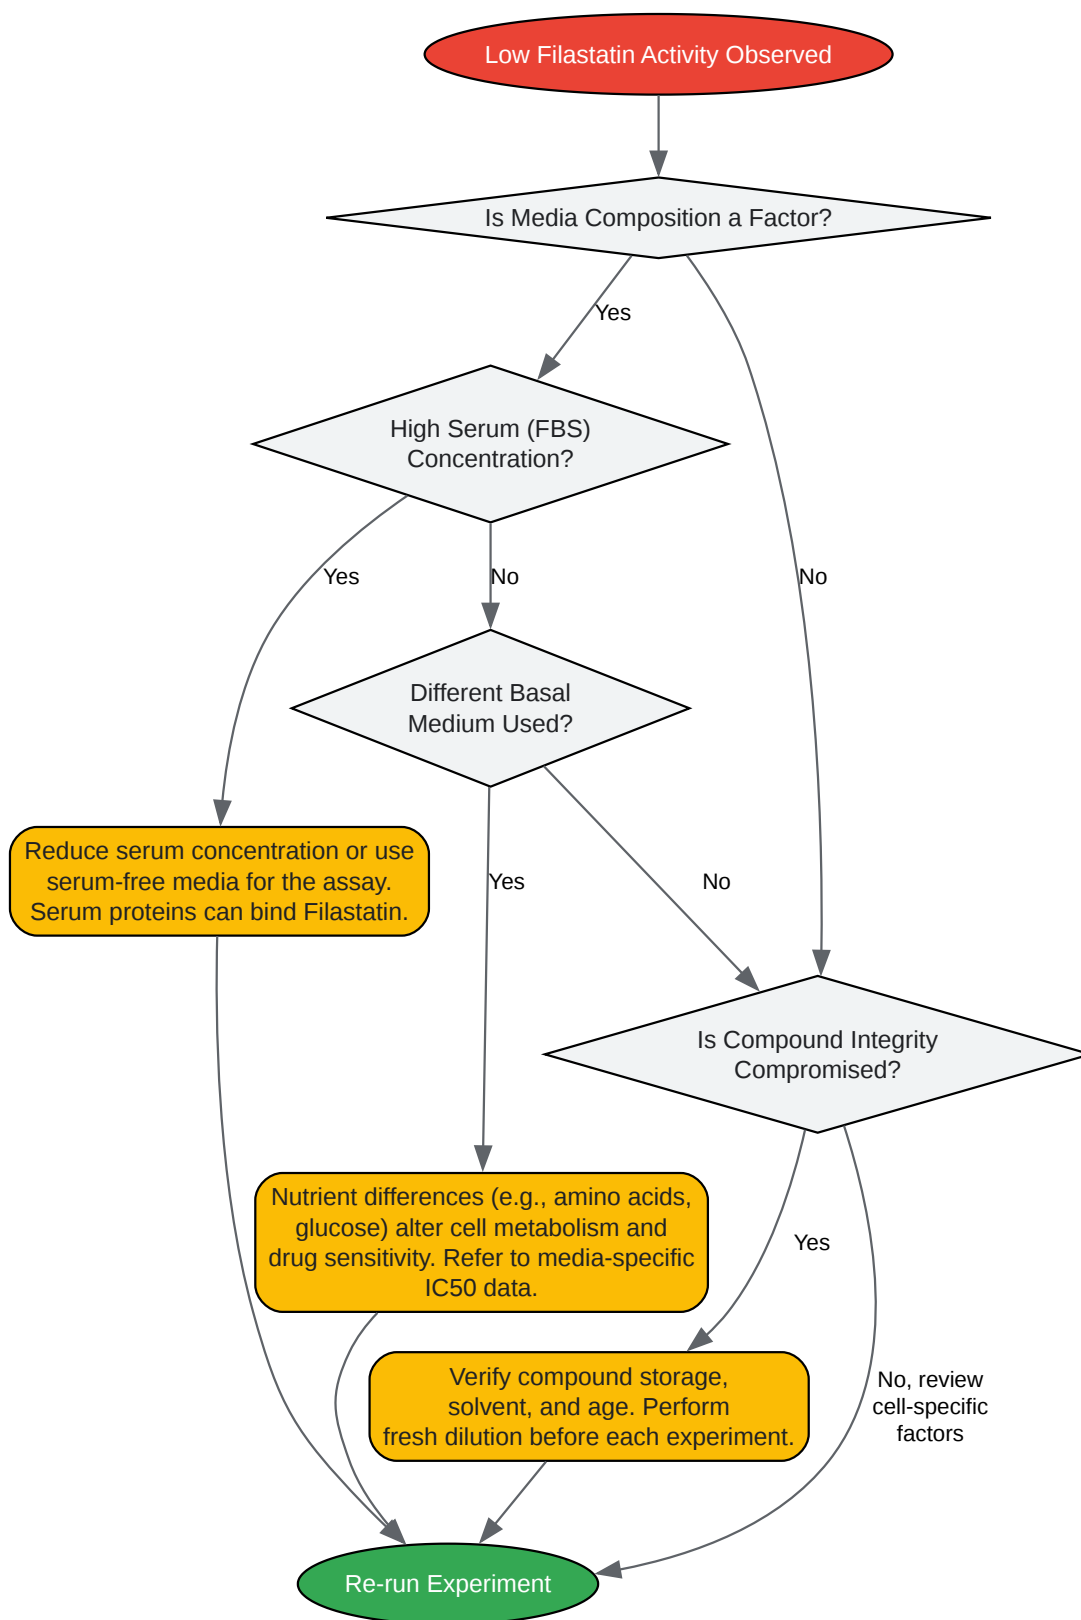 Low Filastatin Activity Observed
Is Media Composition a Factor?
Yes
High Serum (FBS)
Concentration?
Yes
No
No
Different Basal
Medium Used?
Reduce serum concentration or use
serum-free media for the assay.
Serum proteins can bind Filastatin.
Yes
No
Is Compound Integrity
Compromised?
Nutrient differences (e.g., amino acids,
glucose) alter cell metabolism and
drug sensitivity. Refer to media-specific
IC50 data.
Yes
Verify compound storage,
solvent, and age. Perform
fresh dilution before each experiment.
No, review
cell-specific
factors
Re-run Experiment